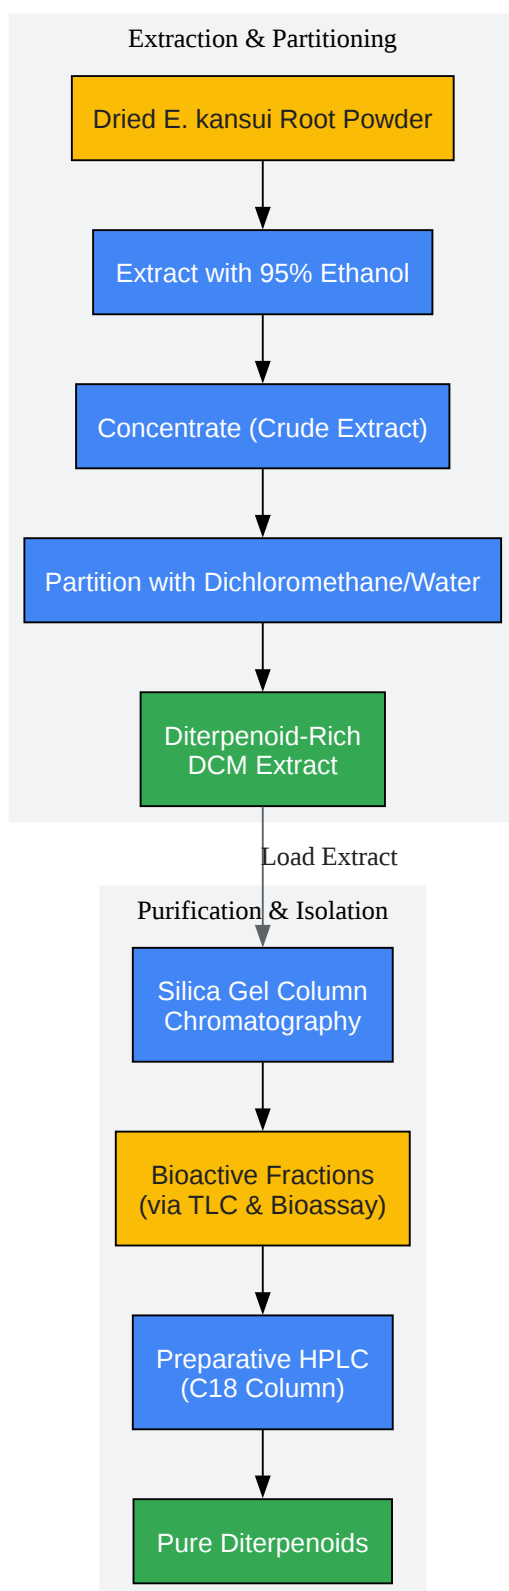 Extraction & Partitioning
Dried E. kansui Root Powder
Extract with 95% Ethanol
Concentrate (Crude Extract)
Partition with Dichloromethane/Water
Diterpenoid-Rich
DCM Extract
Load Extract
Purification & Isolation
Silica Gel Column
Chromatography
Bioactive Fractions
(via TLC & Bioassay)
Preparative HPLC
(C18 Column)
Pure Diterpenoids